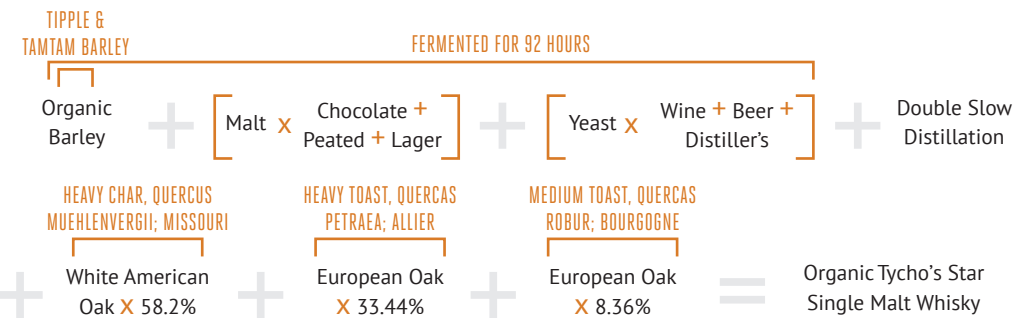 TIPPLE &
TAMTAM BARLEY
FERMENTED FOR 92 HOURS
Organic
Barley
+
[Malt x Chocolate +
Peated + Lager]
+
[Yeast x Wine + Beer +
Distiller's]
+
Double Slow
Distillation
HEAVY CHAR, QUERCUS
MUEHLENVERGII; MISSOURI
HEAVY TOAST, QUERCAS
PETRAEA; ALLIER
MEDIUM TOAST, QUERCAS
ROBUR; BOURGOGNE
+
White American
Oak X 58.2%
+
European Oak
X 33.44%
+
European Oak
X 8.36%
=
Organic Tycho's Star
Single Malt Whisky